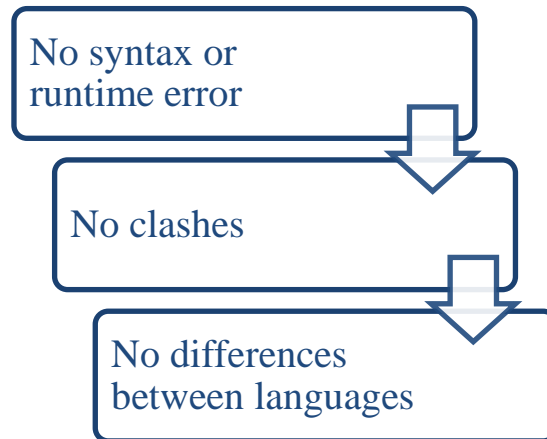 No syntax or
runtime error
No clashes
No differences
between languages